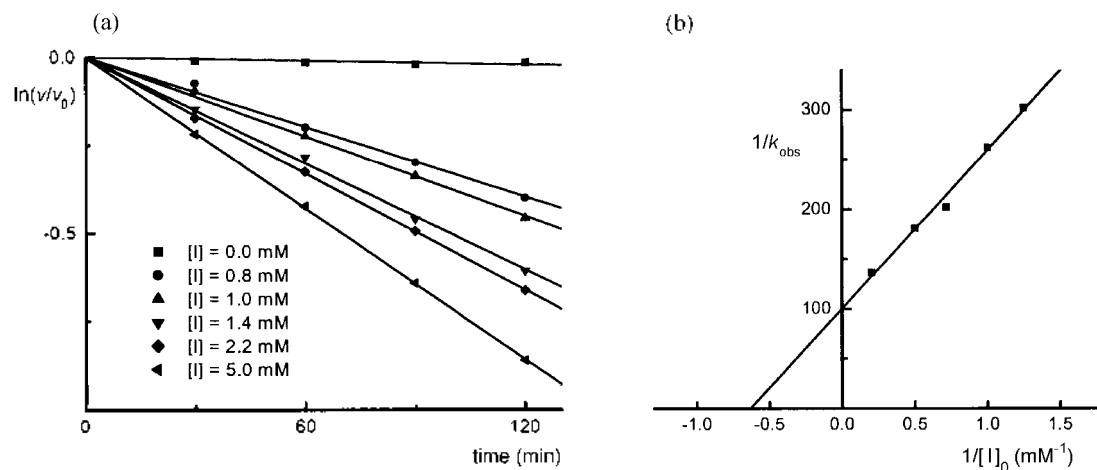 (a)
0.0
ln(v/v₀)
-0.5
[I] = 0.0 mM
[I] = 0.8 mM
[I] = 1.0 mM
[I] = 1.4 mM
[I] = 2.2 mM
[I] = 5.0 mM
0 60 120
time (min)
(b)
300
1/k_obs
200
100
-1.0 -0.5 0.0 0.5 1.0 1.5
1/[I]₀ (mM⁻¹)